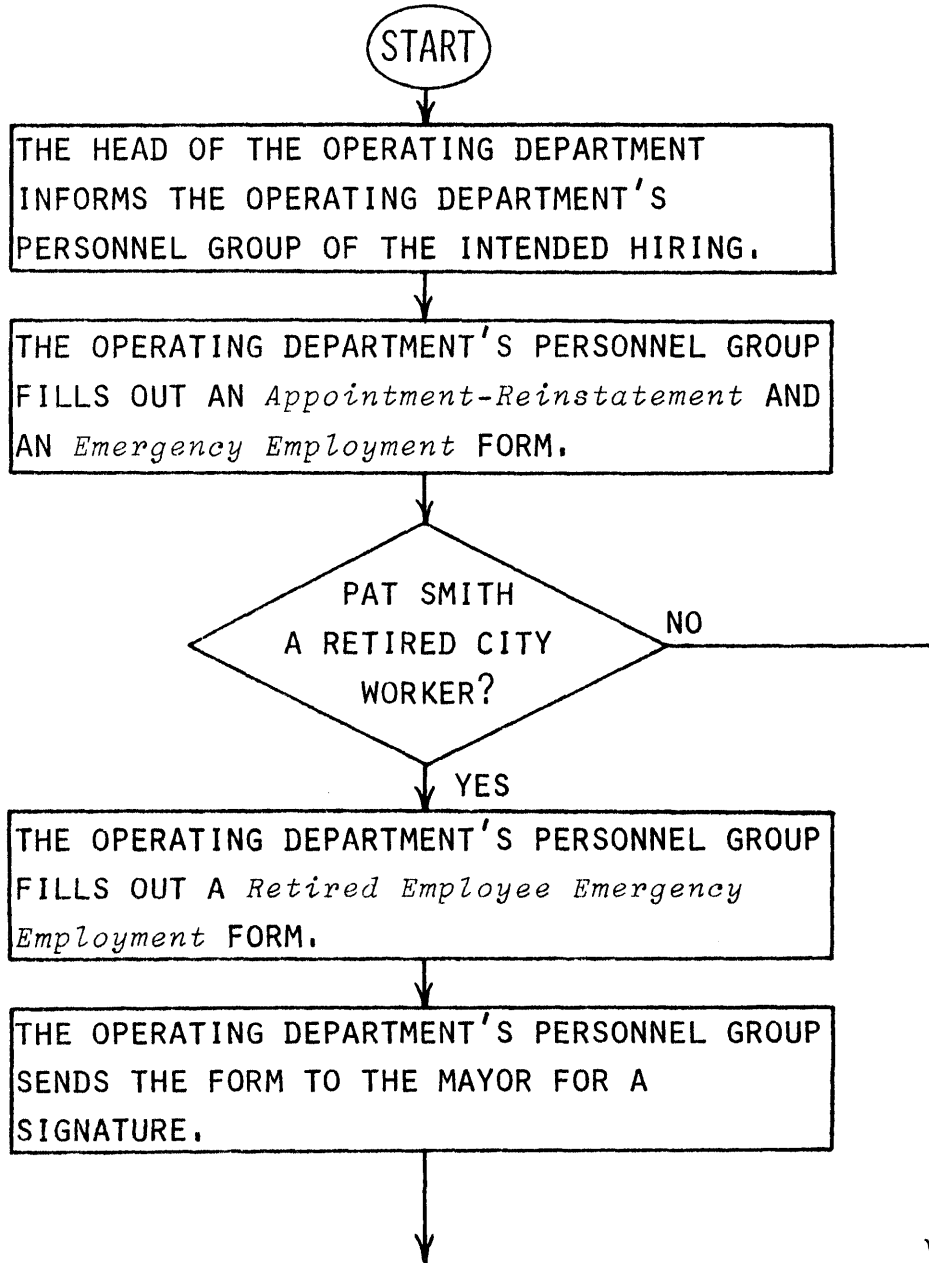 START
THE HEAD OF THE OPERATING DEPARTMENT
INFORMS THE OPERATING DEPARTMENT'S
PERSONNEL GROUP OF THE INTENDED HIRING.
THE OPERATING DEPARTMENT'S PERSONNEL GROUP
FILLS OUT AN Appointment-Reinstatement AND
AN Emergency Employment FORM.
PAT SMITH
A RETIRED CITY
WORKER?
NO
YES
THE OPERATING DEPARTMENT'S PERSONNEL GROUP
FILLS OUT A Retired Employee Emergency
Employment FORM.
THE OPERATING DEPARTMENT'S PERSONNEL GROUP
SENDS THE FORM TO THE MAYOR FOR A
SIGNATURE.